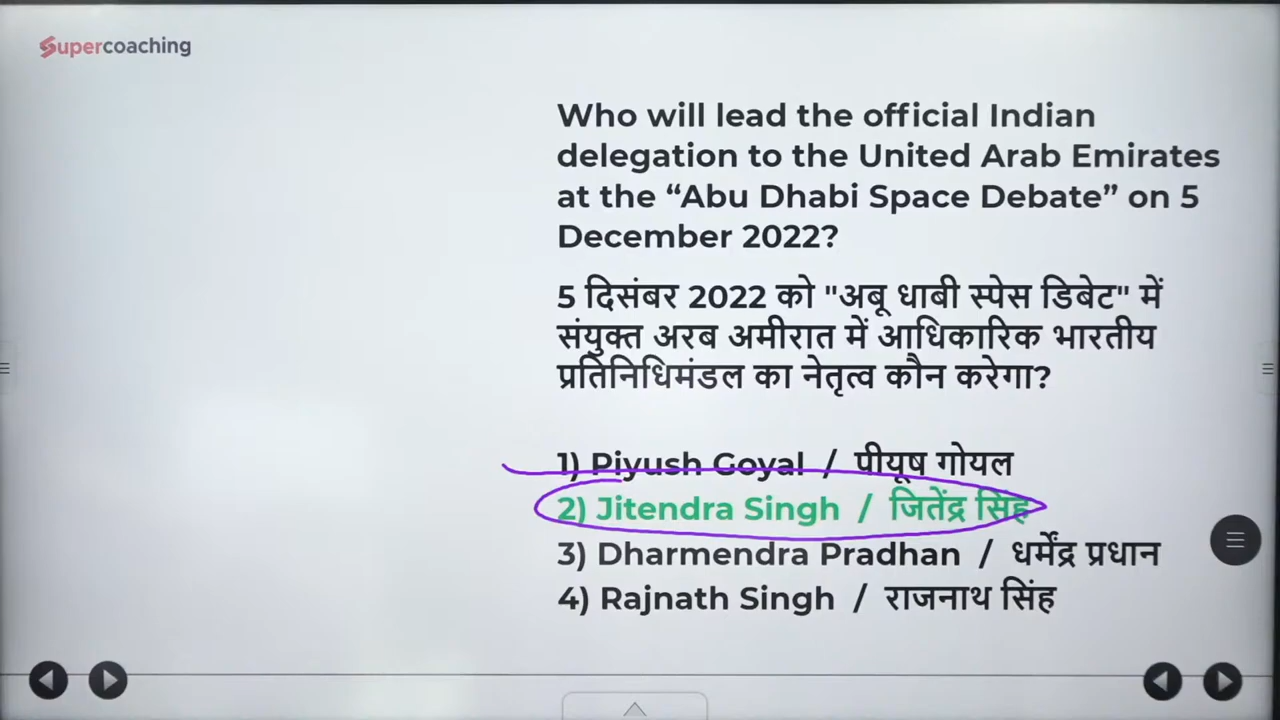 Supercoaching
Who will lead the official Indian
delegation to the United Arab Emirates
at the “Abu Dhabi Space Debate” on 5
December 2022?
5 दिसंबर 2022 को "अबू धाबी स्पेस डिबेट" में
संयुक्त अरब अमीरात में आधिकारिक भारतीय
प्रतिनिधिमंडल का नेतृत्व कौन करेगा?
1) Piyush Goyal / पीयूष गोयल
2) Jitendra Singh / जितेंद्र सिंह
3) Dharmendra Pradhan / धर्मेंद्र प्रधान
4) Rajnath Singh / राजनाथ सिंह